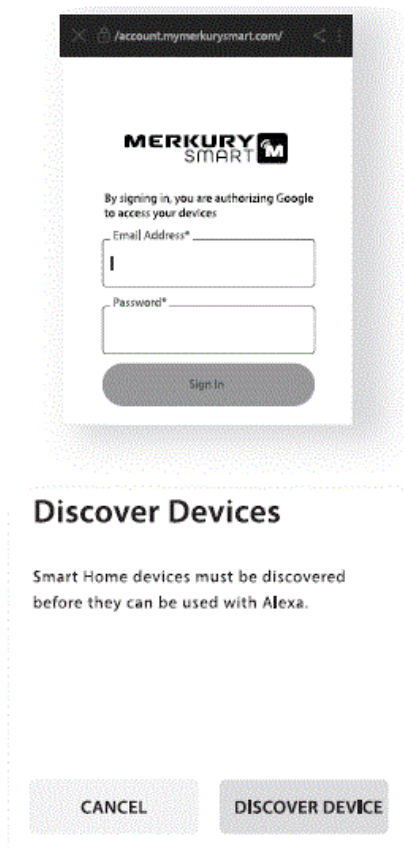 /account.mymerkurysmart.com/
MERKURY
SMART
By signing in, you are authorizing Google
to access your devices
Email Address*
Password*
Sign In
Discover Devices
Smart Home devices must be discovered
before they can be used with Alexa.
CANCEL
DISCOVER DEVICE